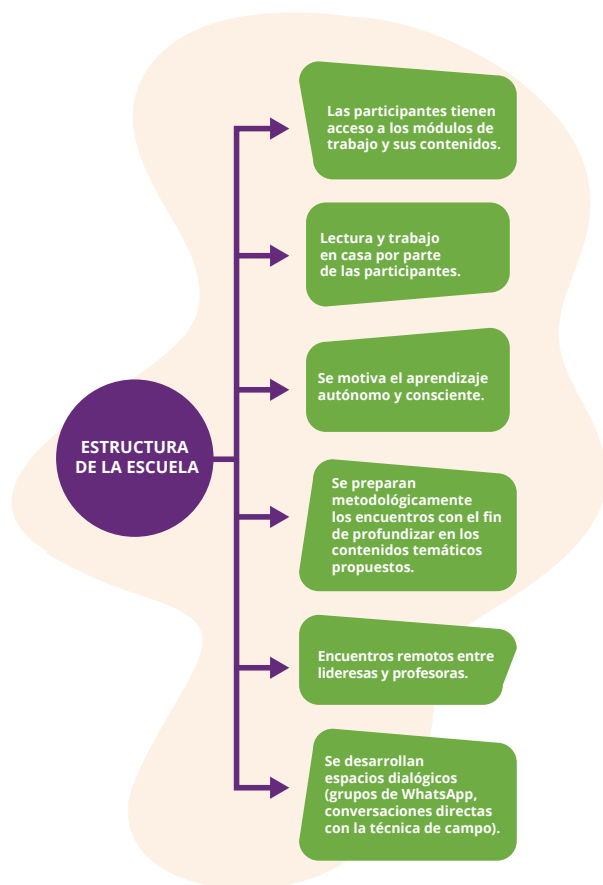 Las participantes tienen
acceso a los módulos de
trabajo y sus contenidos.
Lectura y trabajo
en casa por parte
de las participantes.
Se motiva el aprendizaje
autónomo y consciente.
ESTRUCTURA
DE LA ESCUELA
Se preparan
metodológicamente
los encuentros con el fin
de profundizar en los
contenidos temáticos
propuestos.
Encuentros remotos entre
lideresas y profesoras.
Se desarrollan
espacios dialógicos
(grupos de WhatsApp,
conversaciones directas
con la técnica de campo).